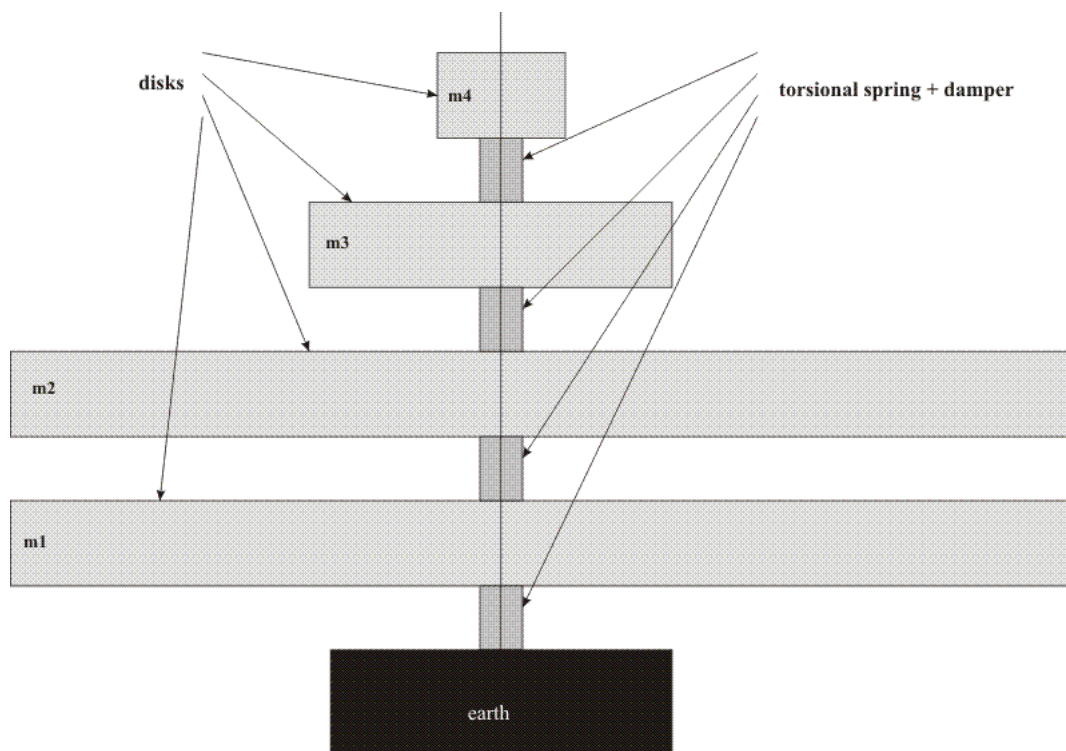 disks
torsional spring + damper
m4
m3
m2
m1
earth